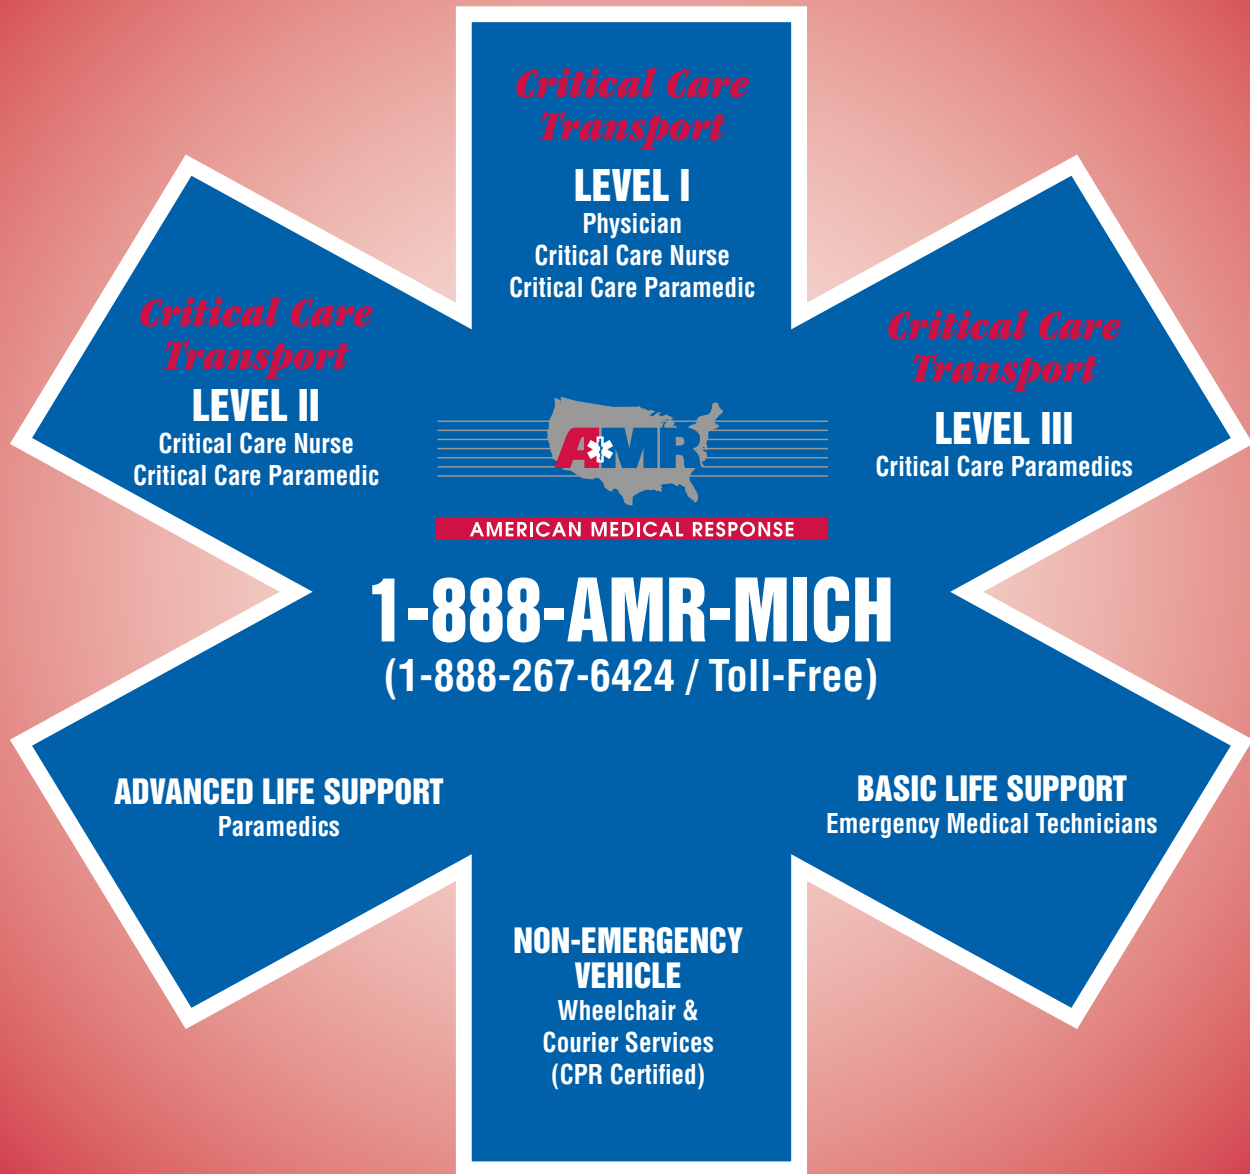 Critical Care
Transport
LEVEL I
Physician
Critical Care Nurse
Critical Care Paramedic
Critical Care
Transport
LEVEL II
Critical Care Nurse
Critical Care Paramedic
Critical Care
Transport
LEVEL III
Critical Care Paramedics
AMR
AMERICAN MEDICAL RESPONSE
1-888-AMR-MICH
(1-888-267-6424 / Toll-Free)
ADVANCED LIFE SUPPORT
Paramedics
BASIC LIFE SUPPORT
Emergency Medical Technicians
NON-EMERGENCY
VEHICLE
Wheelchair &
Courier Services
(CPR Certified)